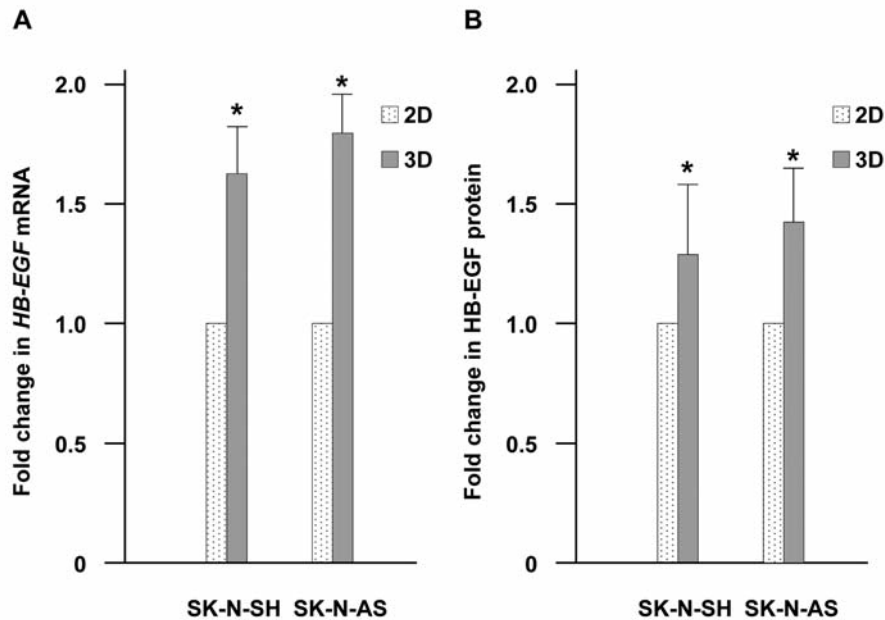 A
Fold change in HB-EGF mRNA
2.0
1.5
1.0
0.5
0
*
*
2D
3D
SK-N-SH SK-N-AS
B
Fold change in HB-EGF protein
2.0
1.5
1.0
0.5
0
*
*
2D
3D
SK-N-SH SK-N-AS